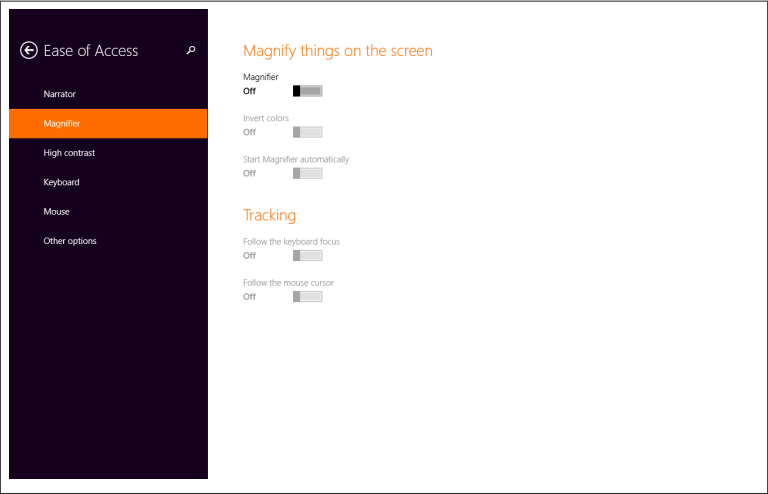 Ease of Access
Narrator
Magnifier
High contrast
Keyboard
Mouse
Other options
Magnify things on the screen
Magnifier
Off
Invert colors
Off
Start Magnifier automatically
Off
Tracking
Follow the keyboard focus
Off
Follow the mouse cursor
Off